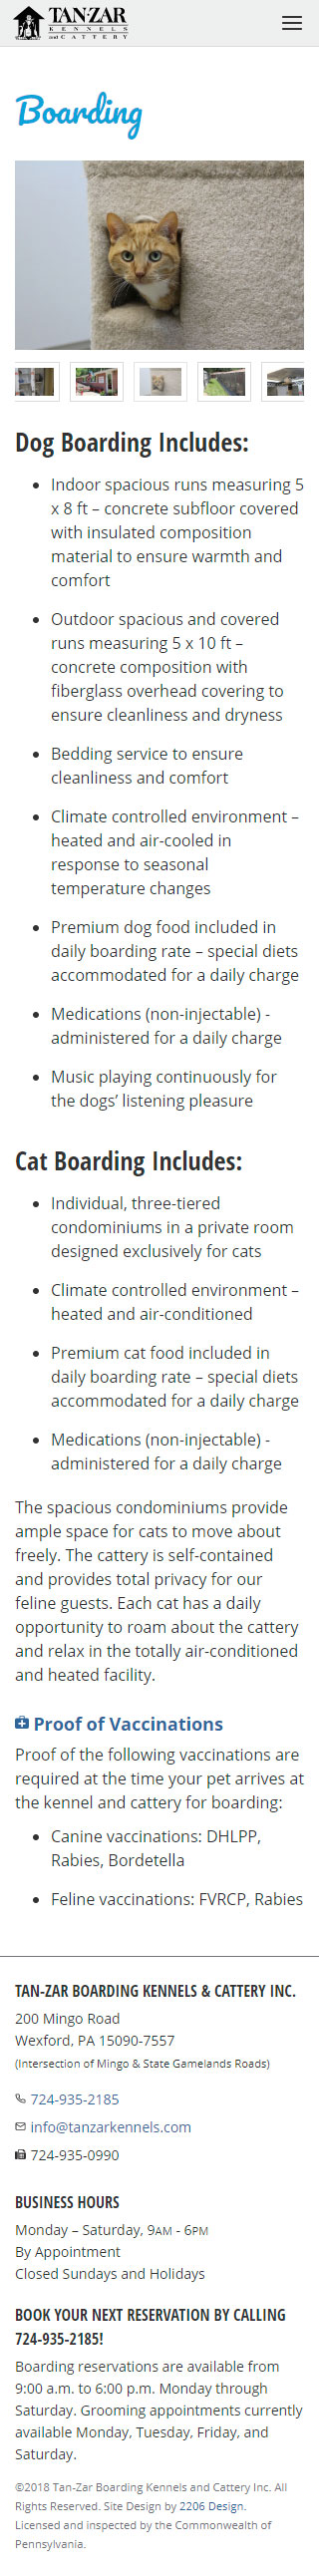 TAN-ZAR
KENNELS
and CATTERY
Boarding
Dog Boarding Includes:
• Indoor spacious runs measuring 5
x 8 ft – concrete subfloor covered
with insulated composition
material to ensure warmth and
comfort
• Outdoor spacious and covered
runs measuring 5 x 10 ft –
concrete composition with
fiberglass overhead covering to
ensure cleanliness and dryness
• Bedding service to ensure
cleanliness and comfort
• Climate controlled environment –
heated and air-cooled in
response to seasonal
temperature changes
• Premium dog food included in
daily boarding rate – special diets
accommodated for a daily charge
• Medications (non-injectable) -
administered for a daily charge
• Music playing continuously for
the dogs’ listening pleasure
Cat Boarding Includes:
• Individual, three-tiered
condominiums in a private room
designed exclusively for cats
• Climate controlled environment –
heated and air-conditioned
• Premium cat food included in
daily boarding rate – special diets
accommodated for a daily charge
• Medications (non-injectable) -
administered for a daily charge
The spacious condominiums provide
ample space for cats to move about
freely. The cattery is self-contained
and provides total privacy for our
feline guests. Each cat has a daily
opportunity to roam about the cattery
and relax in the totally air-conditioned
and heated facility.
Proof of Vaccinations
Proof of the following vaccinations are
required at the time your pet arrives at
the kennel and cattery for boarding:
• Canine vaccinations: DHLPP,
Rabies, Bordetella
• Feline vaccinations: FVRCP, Rabies
TAN-ZAR BOARDING KENNELS & CATTERY INC.
200 Mingo Road
Wexford, PA 15090-7557
(Intersection of Mingo & State Gamelands Roads)
724-935-2185
info@tanzarkennels.com
724-935-0990
BUSINESS HOURS
Monday – Saturday, 9AM - 6PM
By Appointment
Closed Sundays and Holidays
BOOK YOUR NEXT RESERVATION BY CALLING
724-935-2185!
Boarding reservations are available from
9:00 a.m. to 6:00 p.m. Monday through
Saturday. Grooming appointments currently
available Monday, Tuesday, Friday, and
Saturday.
©2018 Tan-Zar Boarding Kennels and Cattery Inc. All
Rights Reserved. Site Design by 2206 Design.
Licensed and inspected by the Commonwealth of
Pennsylvania.